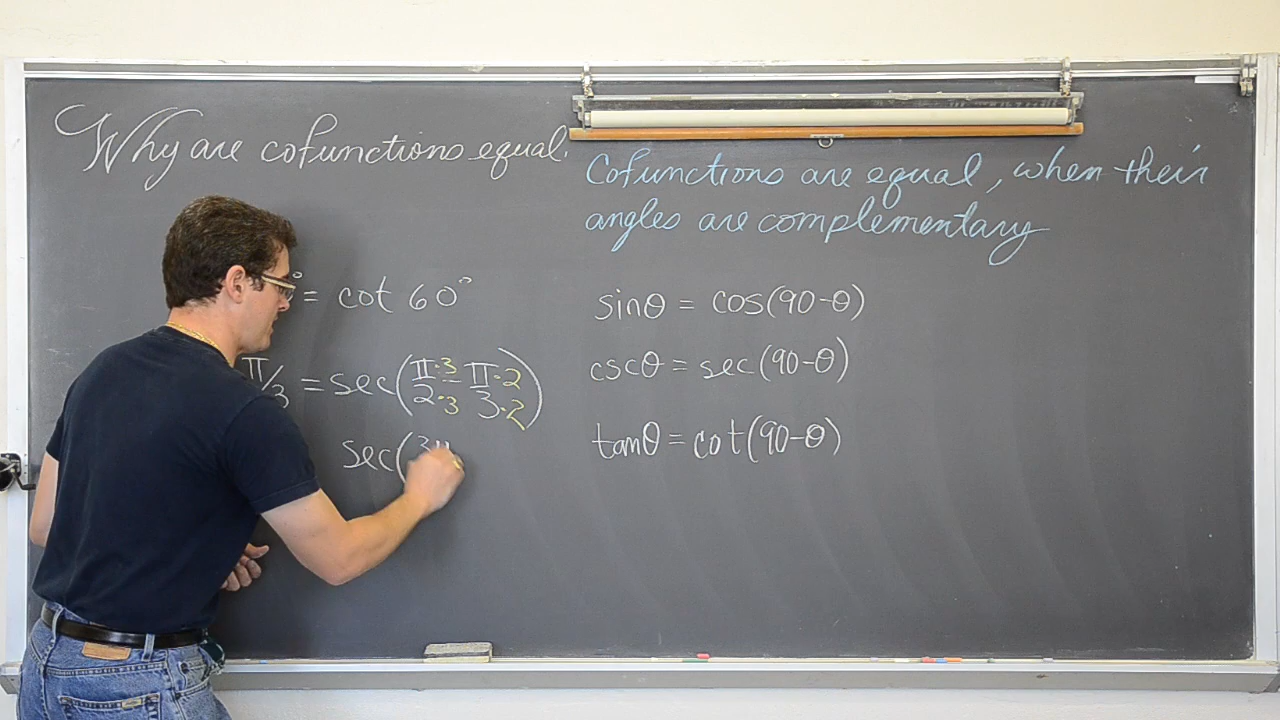 Why are cofunctions equal.
Cofunctions are equal, when their
angles are complementary
° = cot 60°
π/3 = sec(π·3/2·3 - π·2/3·2)
sec(3π
sinθ = cos(90-θ)
cscθ = sec(90-θ)
tanθ = cot(90-θ)